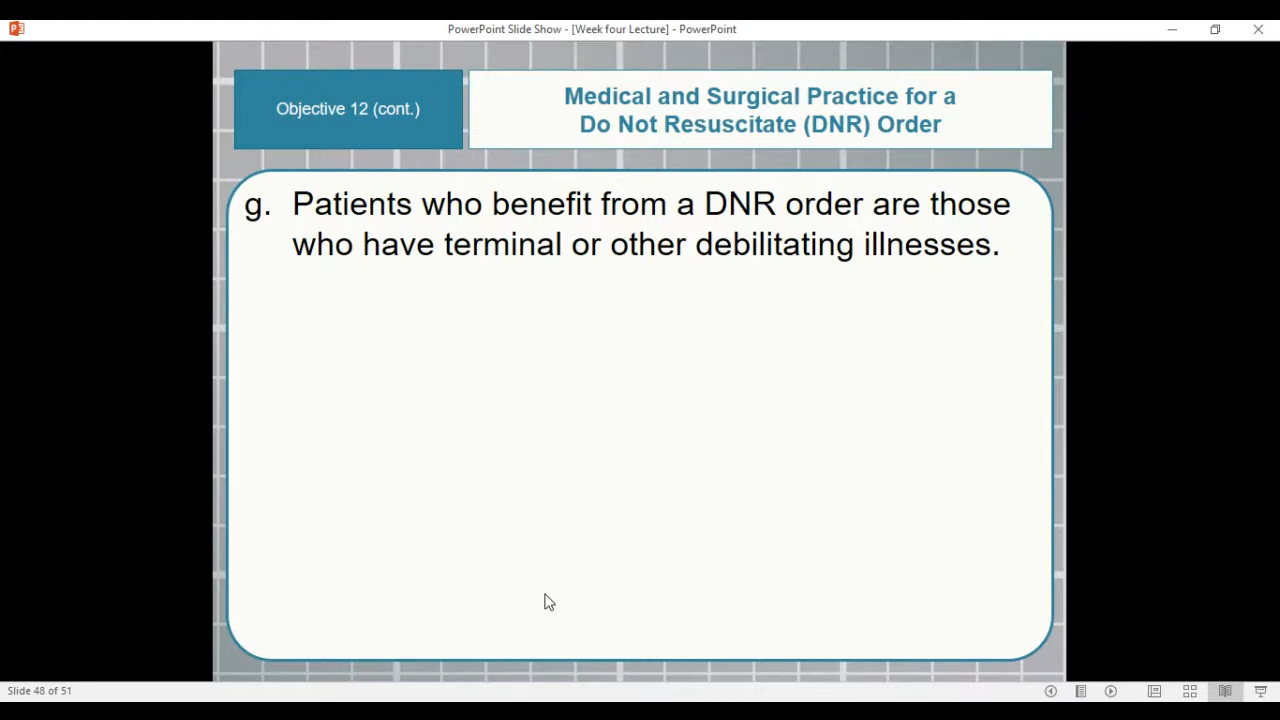 PowerPoint Slide Show - [Week four Lecture] - PowerPoint
Objective 12 (cont.)
Medical and Surgical Practice for a
Do Not Resuscitate (DNR) Order
g. Patients who benefit from a DNR order are those
who have terminal or other debilitating illnesses.
Slide 48 of 51